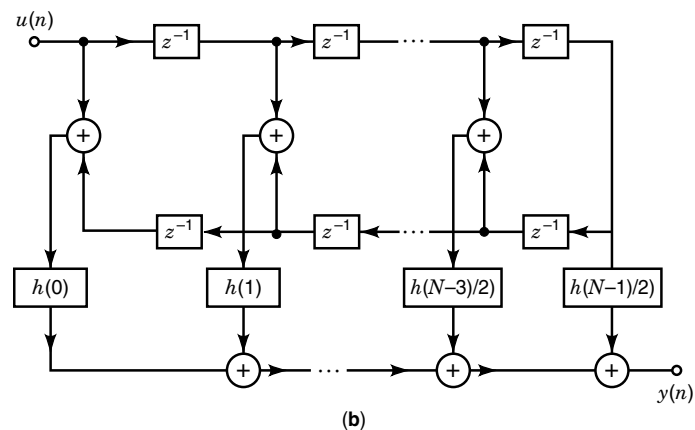 u(n)
z⁻¹ z⁻¹ ... z⁻¹
+ + +
z⁻¹ z⁻¹ ... z⁻¹
h(0) h(1) h(N–3)/2) h(N–1)/2)
+ ... + +
y(n)
(b)